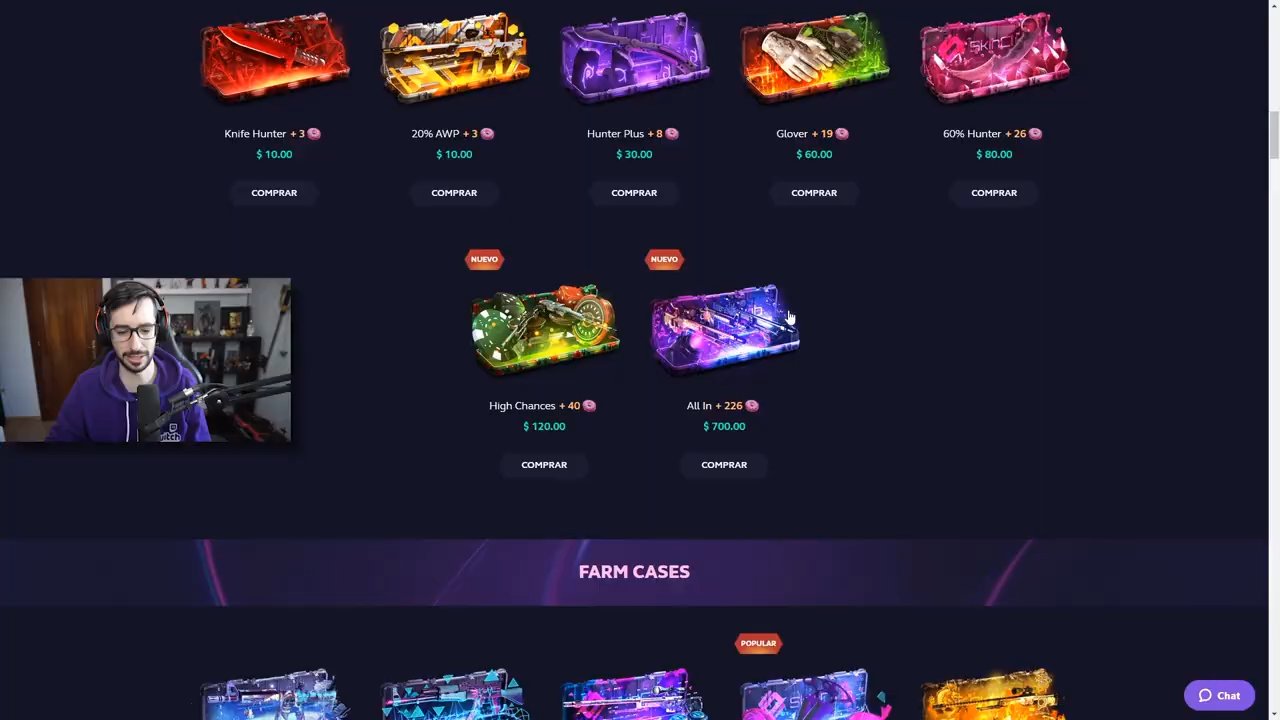 Knife Hunter + 3
$ 10.00
COMPRAR
20% AWP + 3
$ 10.00
COMPRAR
Hunter Plus + 8
$ 30.00
COMPRAR
Glover + 19
$ 60.00
COMPRAR
60% Hunter + 26
$ 80.00
COMPRAR
NUEVO
High Chances + 40
$ 120.00
COMPRAR
NUEVO
All In + 226
$ 700.00
COMPRAR
FARM CASES
POPULAR
Chat